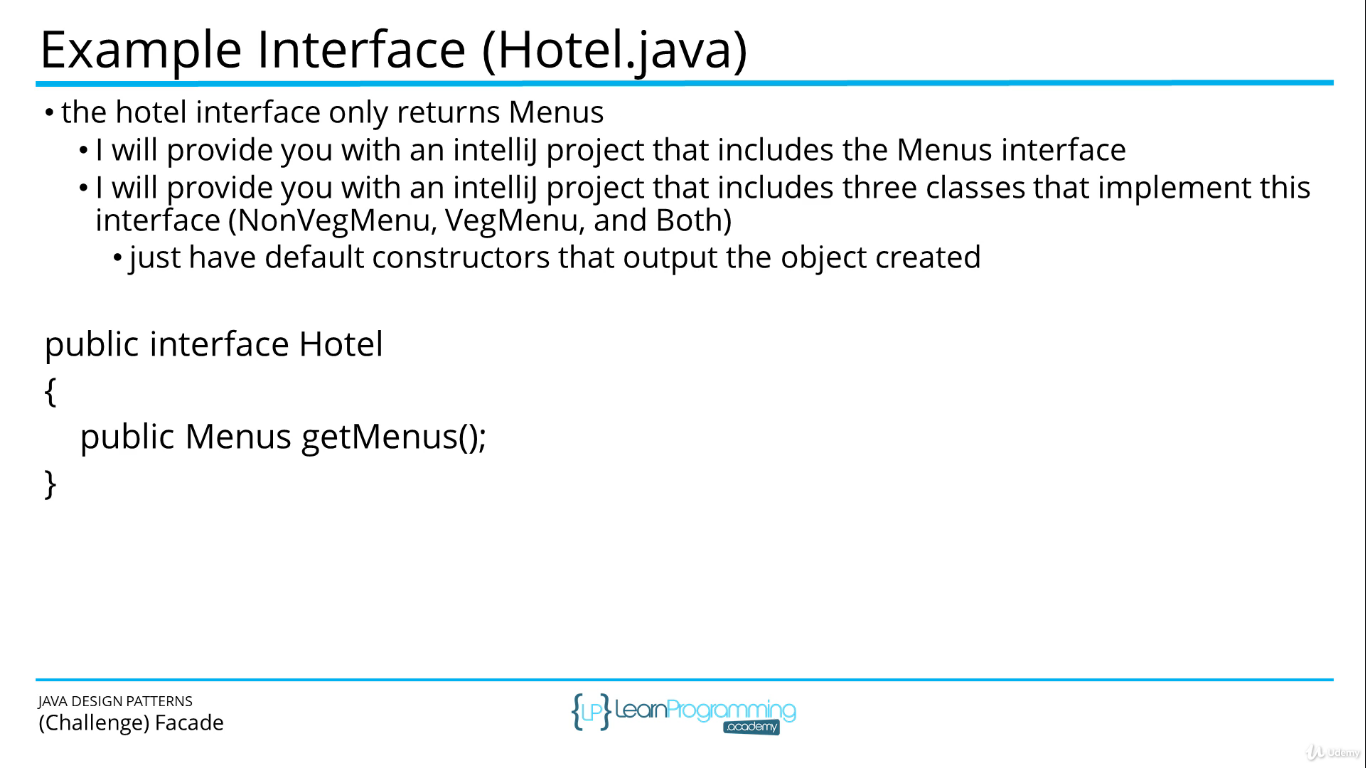 Example Interface (Hotel.java)
• the hotel interface only returns Menus
• I will provide you with an intelliJ project that includes the Menus interface
• I will provide you with an intelliJ project that includes three classes that implement this
interface (NonVegMenu, VegMenu, and Both)
• just have default constructors that output the object created
public interface Hotel
{
public Menus getMenus();
}
JAVA DESIGN PATTERNS
(Challenge) Facade
{LP} LearnProgramming
.academy
Udemy